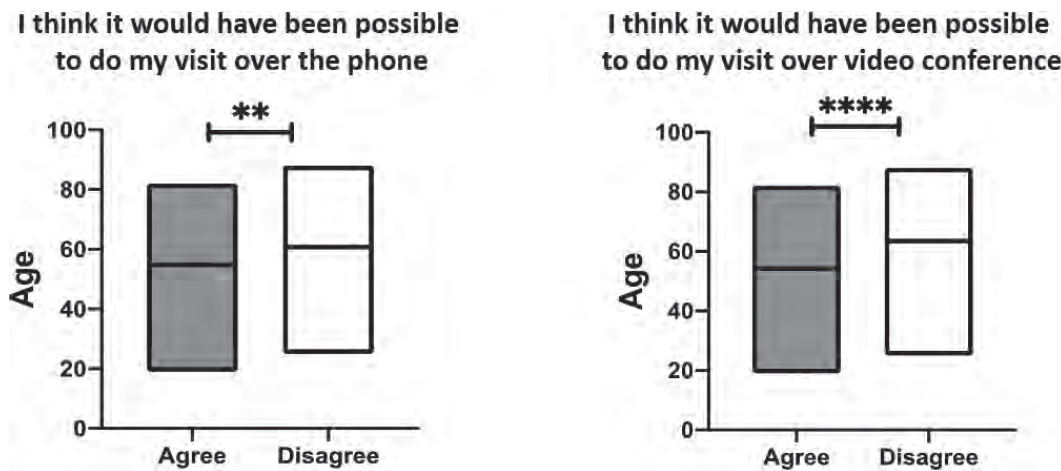 I think it would have been possible
to do my visit over the phone
**
100
80
60
40
20
0
Age
Agree
Disagree
I think it would have been possible
to do my visit over video conference
****
100
80
60
40
20
0
Age
Agree
Disagree